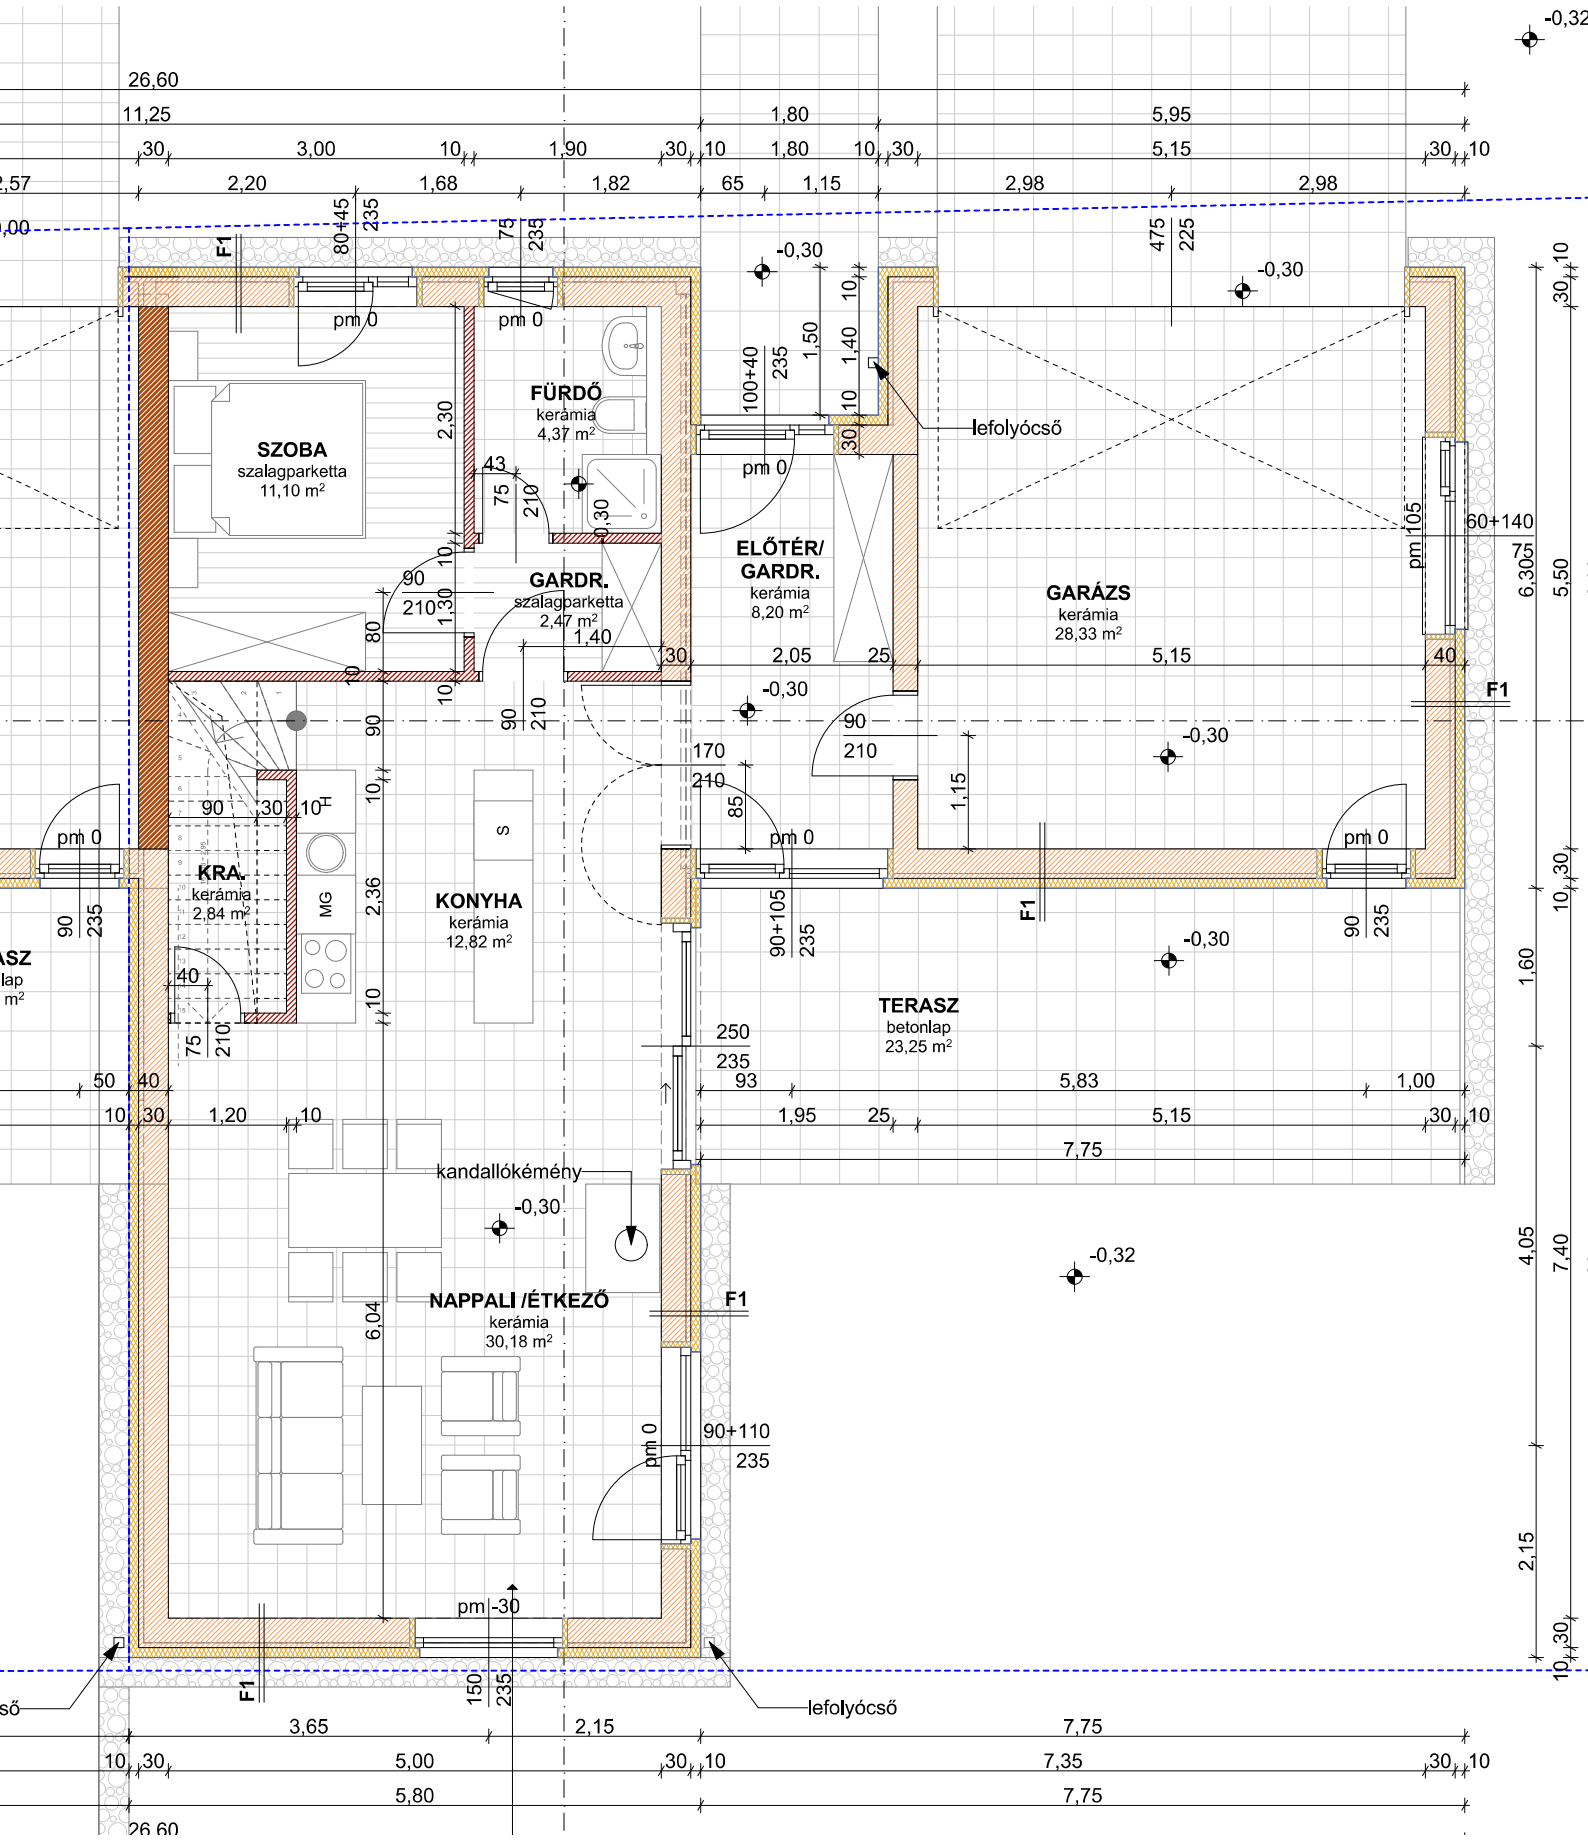 -0,32
26,60
11,25
1,80
5,95
30
3,00
10
1,90
30
10
1,80
10
30
5,15
30
10
2,57
2,20
1,68
1,82
65
1,15
2,98
2,98
F1
80+45
235
75
235
-0,30
475
225
-0,30
10
30
pm 0
pm 0
10
1,50
1,40
10
30
100+40
235
lefolyócső
FÜRDŐ
kerámia
4,37 m²
2,30
SZOBA
szalagparketta
11,10 m²
43
75
210
-0,30
pm 0
pm 105
60+140
75
6,305
5,50
ELŐTÉR/
GARDR.
kerámia
8,20 m²
GARÁZS
kerámia
28,33 m²
10
90
210
1,30
80
GARDR.
szalagparketta
2,47 m²
1,40
10
10
30
2,05
25
5,15
40
F1
-0,30
90
90
210
170
210
90
210
-0,30
1,15
85
10
90
30
10
H
S
pm 0
pm 0
pm 0
KRA.
kerámia
2,84 m²
MG
2,36
KONYHA
kerámia
12,82 m²
90
235
90+105
235
F1
90
235
30
10
-0,30
1,60
ASZ
lap
m²
40
75
210
10
TERASZ
betonlap
23,25 m²
250
235
50
40
93
5,83
1,00
10
30
1,20
10
1,95
25
5,15
30
10
7,75
kandallókémény
-0,30
-0,32
4,05
7,40
6,04
NAPPALI /ÉTKEZŐ
kerámia
30,18 m²
F1
pm 0
90+110
235
2,15
pm -30
150
235
F1
30
10
ső
lefolyócső
3,65
2,15
7,75
10
30
5,00
30
10
7,35
30
10
5,80
7,75
26,60